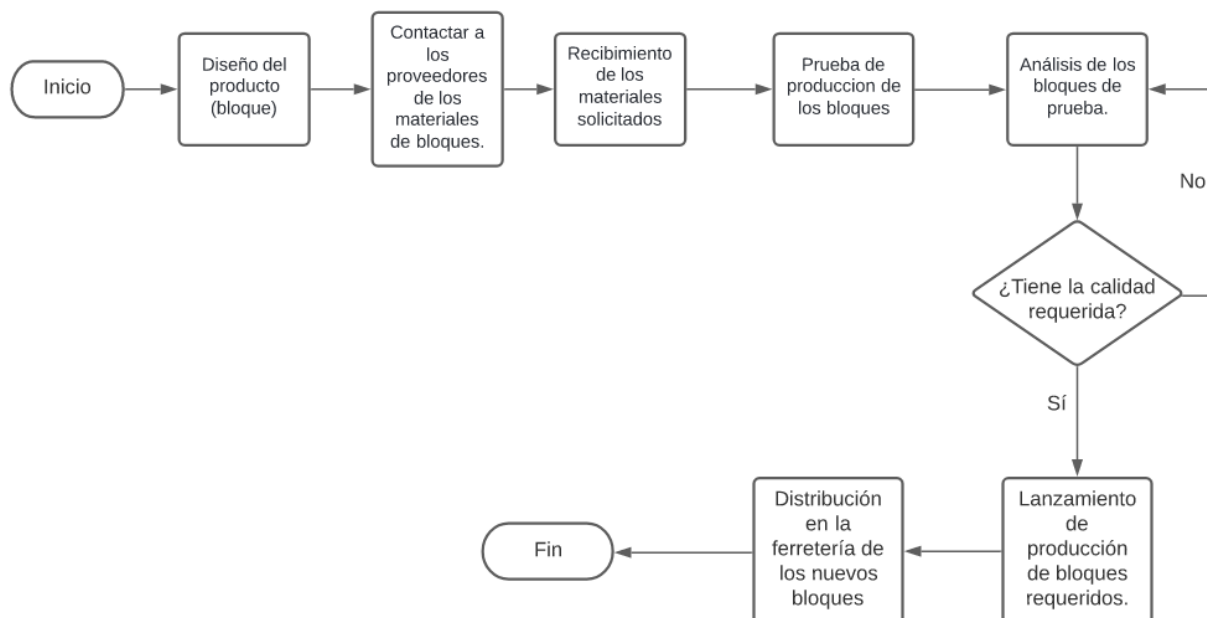 Inicio
Diseño del
producto
(bloque)
Contactar a
los
proveedores
de los
materiales
de bloques.
Recibimiento
de los
materiales
solicitados
Prueba de
produccion de
los bloques
Análisis de los
bloques de
prueba.
No
¿Tiene la calidad
requerida?
Sí
Lanzamiento
de
producción
de bloques
requeridos.
Distribución
en la
ferretería de
los nuevos
bloques
Fin